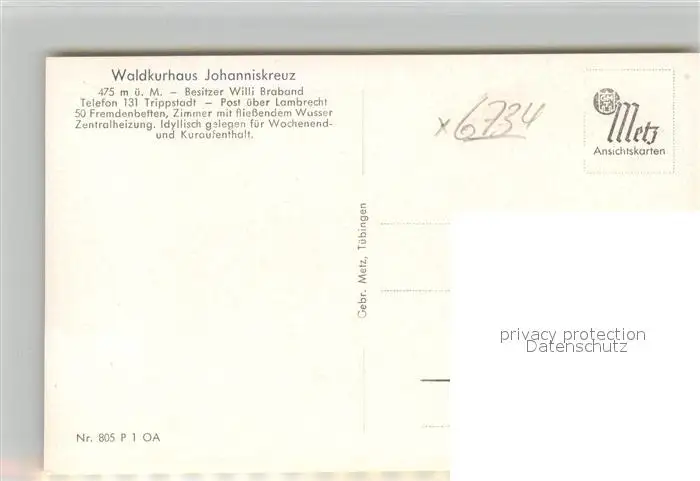 Waldkurhaus Johanniskreuz
475 m ü. M. – Besitzer Willi Braband
Telefon 131 Trippstadt – Post über Lambrecht
50 Fremdenbetten, Zimmer mit fließendem Wasser
Zentralheizung. Idyllisch gelegen für Wochenend-
und Kuraufenthalt.
x 6734
Metz
Ansichtskarten
Gebr. Metz, Tübingen
privacy protection
Datenschutz
Nr. 805 P 1 OA